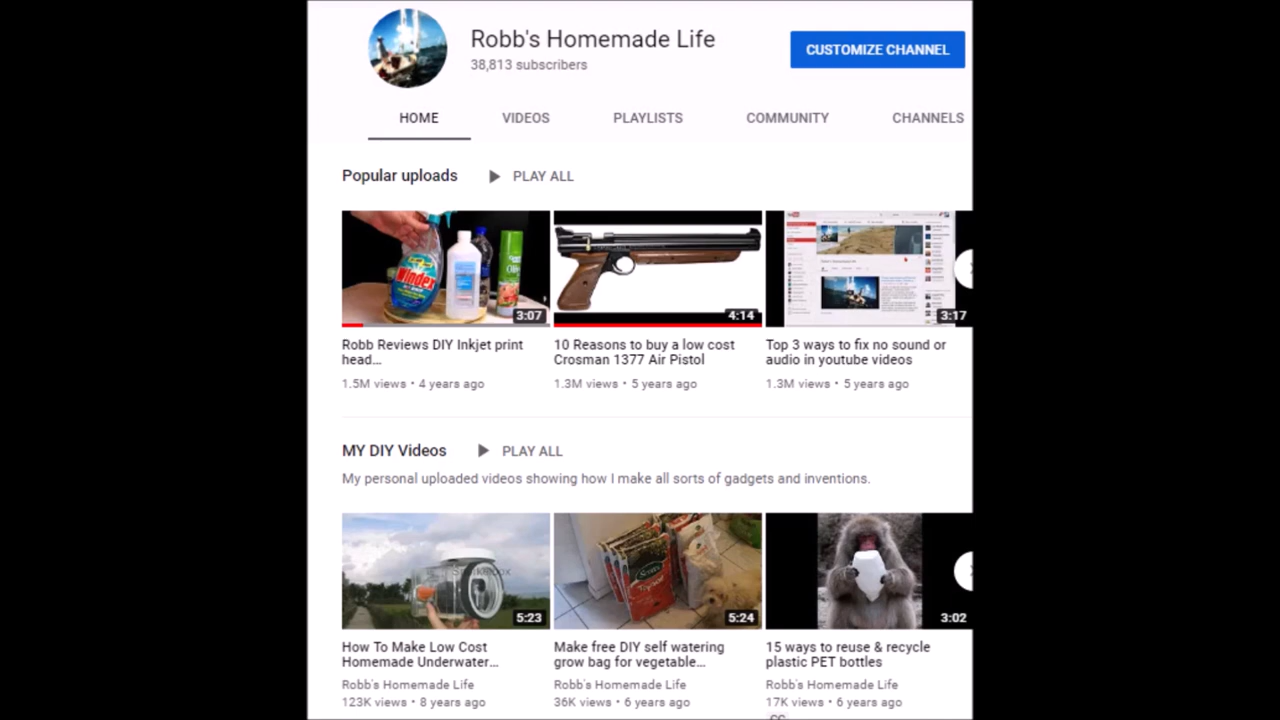 Robb's Homemade Life
38,813 subscribers
CUSTOMIZE CHANNEL
HOME VIDEOS PLAYLISTS COMMUNITY CHANNELS
Popular uploads PLAY ALL
Windex
3:07 4:14 3:17
Robb Reviews DIY Inkjet print head...
1.5M views • 4 years ago
10 Reasons to buy a low cost
Crosman 1377 Air Pistol
1.3M views • 5 years ago
Top 3 ways to fix no sound or
audio in youtube videos
1.3M views • 5 years ago
MY DIY Videos PLAY ALL
My personal uploaded videos showing how I make all sorts of gadgets and inventions.
5:23 5:24 3:02
How To Make Low Cost
Homemade Underwater...
Robb's Homemade Life
123K views • 8 years ago
Make free DIY self watering
grow bag for vegetable...
Robb's Homemade Life
36K views • 6 years ago
15 ways to reuse & recycle
plastic PET bottles
Robb's Homemade Life
17K views • 6 years ago